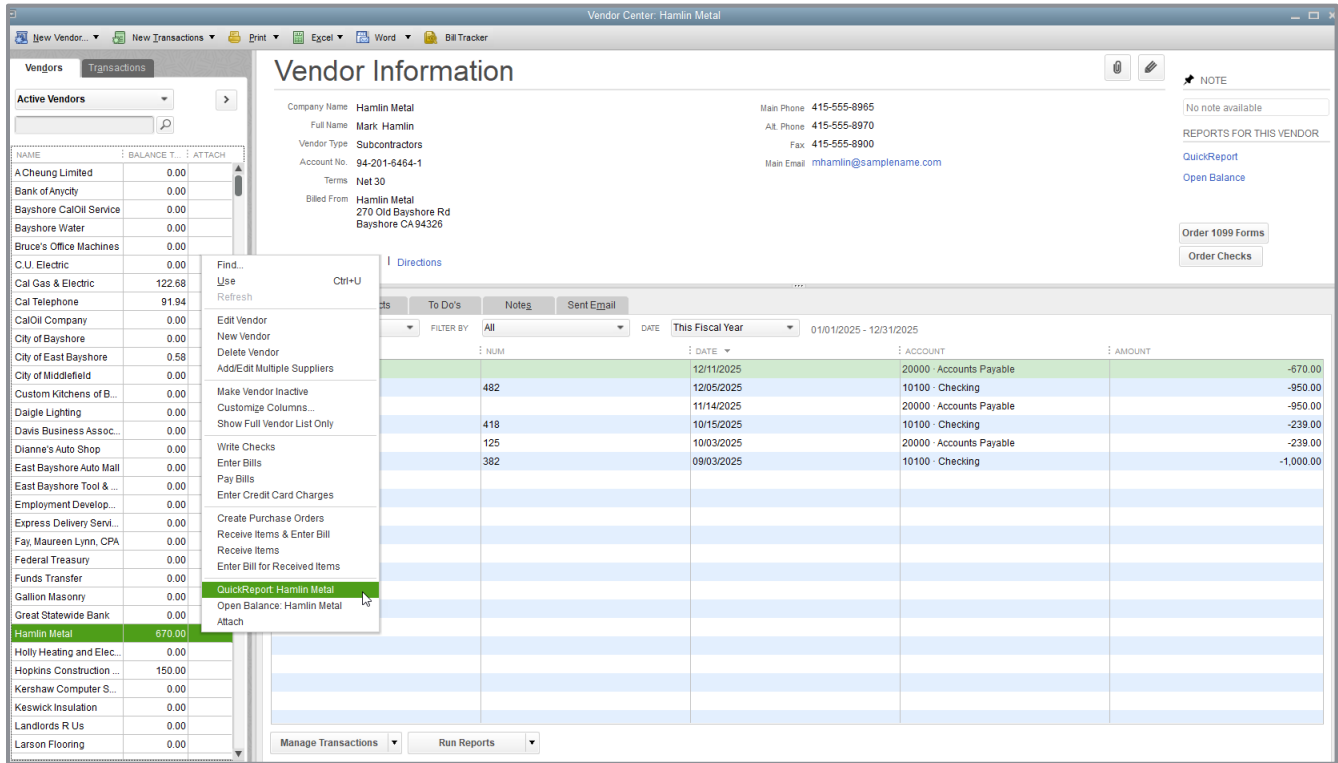 Vendor Center: Hamlin Metal
New Vendor... New Transactions Print Excel Word Bill Tracker
Vendors Transactions
Active Vendors
NAME BALANCE T... ATTACH
A Cheung Limited 0.00
Bank of Anycity 0.00
Bayshore CalOil Service 0.00
Bayshore Water 0.00
Bruce's Office Machines 0.00
C.U. Electric 0.00
Cal Gas & Electric 122.68
Cal Telephone 91.94
CalOil Company 0.00
City of Bayshore 0.00
City of East Bayshore 0.58
City of Middlefield 0.00
Custom Kitchens of B... 0.00
Daigle Lighting 0.00
Davis Business Assoc... 0.00
Dianne's Auto Shop 0.00
East Bayshore Auto Mall 0.00
East Bayshore Tool & ... 0.00
Employment Develop... 0.00
Express Delivery Servi... 0.00
Fay, Maureen Lynn, CPA 0.00
Federal Treasury 0.00
Funds Transfer 0.00
Gallion Masonry 0.00
Great Statewide Bank 0.00
Hamlin Metal 670.00
Holly Heating and Elec... 0.00
Hopkins Construction ... 150.00
Kershaw Computer S... 0.00
Keswick Insulation 0.00
Landlords R Us 0.00
Larson Flooring 0.00
Find...
Use Ctrl+U
Refresh
Edit Vendor
New Vendor
Delete Vendor
Add/Edit Multiple Suppliers
Make Vendor Inactive
Customize Columns...
Show Full Vendor List Only
Write Checks
Enter Bills
Pay Bills
Enter Credit Card Charges
Create Purchase Orders
Receive Items & Enter Bill
Receive Items
Enter Bill for Received Items
QuickReport: Hamlin Metal
Open Balance: Hamlin Metal
Attach
Vendor Information
Company Name Hamlin Metal
Full Name Mark Hamlin
Vendor Type Subcontractors
Account No. 94-201-6464-1
Terms Net 30
Billed From Hamlin Metal
270 Old Bayshore Rd
Bayshore CA 94326
Main Phone 415-555-8965
Alt. Phone 415-555-8970
Fax 415-555-8900
Main Email mhamlin@samplename.com
| Directions
NOTE
No note available
REPORTS FOR THIS VENDOR
QuickReport
Open Balance
Order 1099 Forms
Order Checks
cts To Do's Notes Sent Email
FILTER BY All DATE This Fiscal Year 01/01/2025 - 12/31/2025
NUM DATE ACCOUNT AMOUNT
12/11/2025 20000 · Accounts Payable -670.00
482 12/05/2025 10100 · Checking -950.00
11/14/2025 20000 · Accounts Payable -950.00
418 10/15/2025 10100 · Checking -239.00
125 10/03/2025 20000 · Accounts Payable -239.00
382 09/03/2025 10100 · Checking -1,000.00
Manage Transactions Run Reports